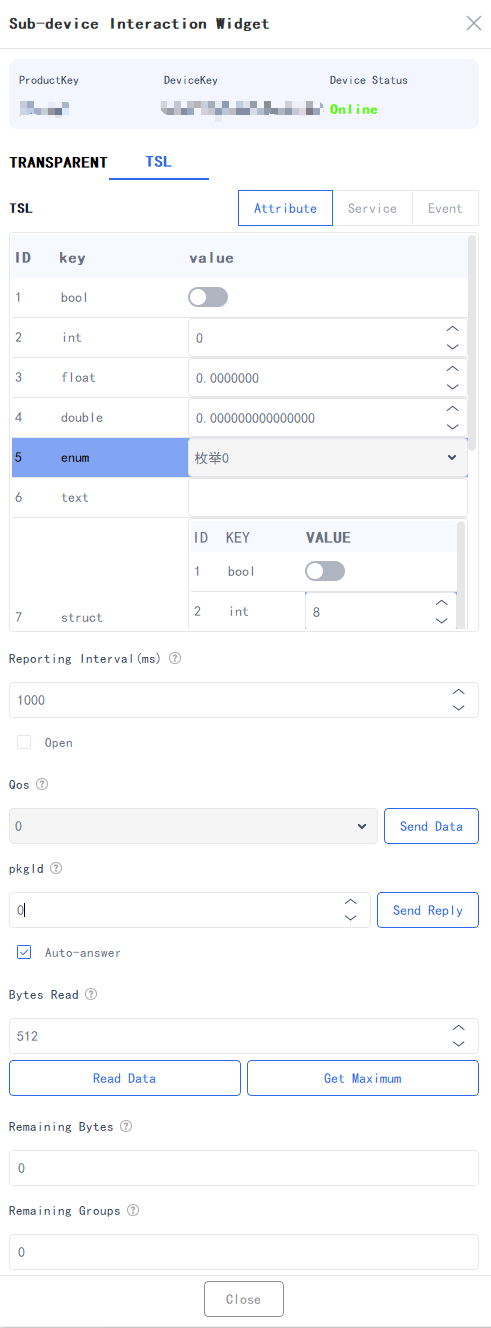 Sub-device Interaction Widget
ProductKey DeviceKey Device Status
Online
TRANSPARENT TSL
TSL Attribute Service Event
ID key value
1 bool
2 int 0
3 float 0.0000000
4 double 0.000000000000000
5 enum 枚举0
6 text
ID KEY VALUE
1 bool
2 int 8
7 struct
Reporting Interval(ms) ?
1000
Open
Qos ?
0 Send Data
pkgId ?
0 Send Reply
Auto-answer
Bytes Read ?
512
Read Data Get Maximum
Remaining Bytes ?
0
Remaining Groups ?
0
Close